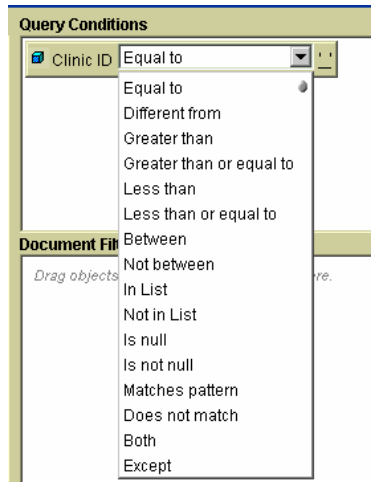 Query Conditions
Clinic ID Equal to ' '
Equal to
Different from
Greater than
Greater than or equal to
Less than
Less than or equal to
Document Fil
Between
Not between
Drag objects re.
In List
Not in List
Is null
Is not null
Matches pattern
Does not match
Both
Except